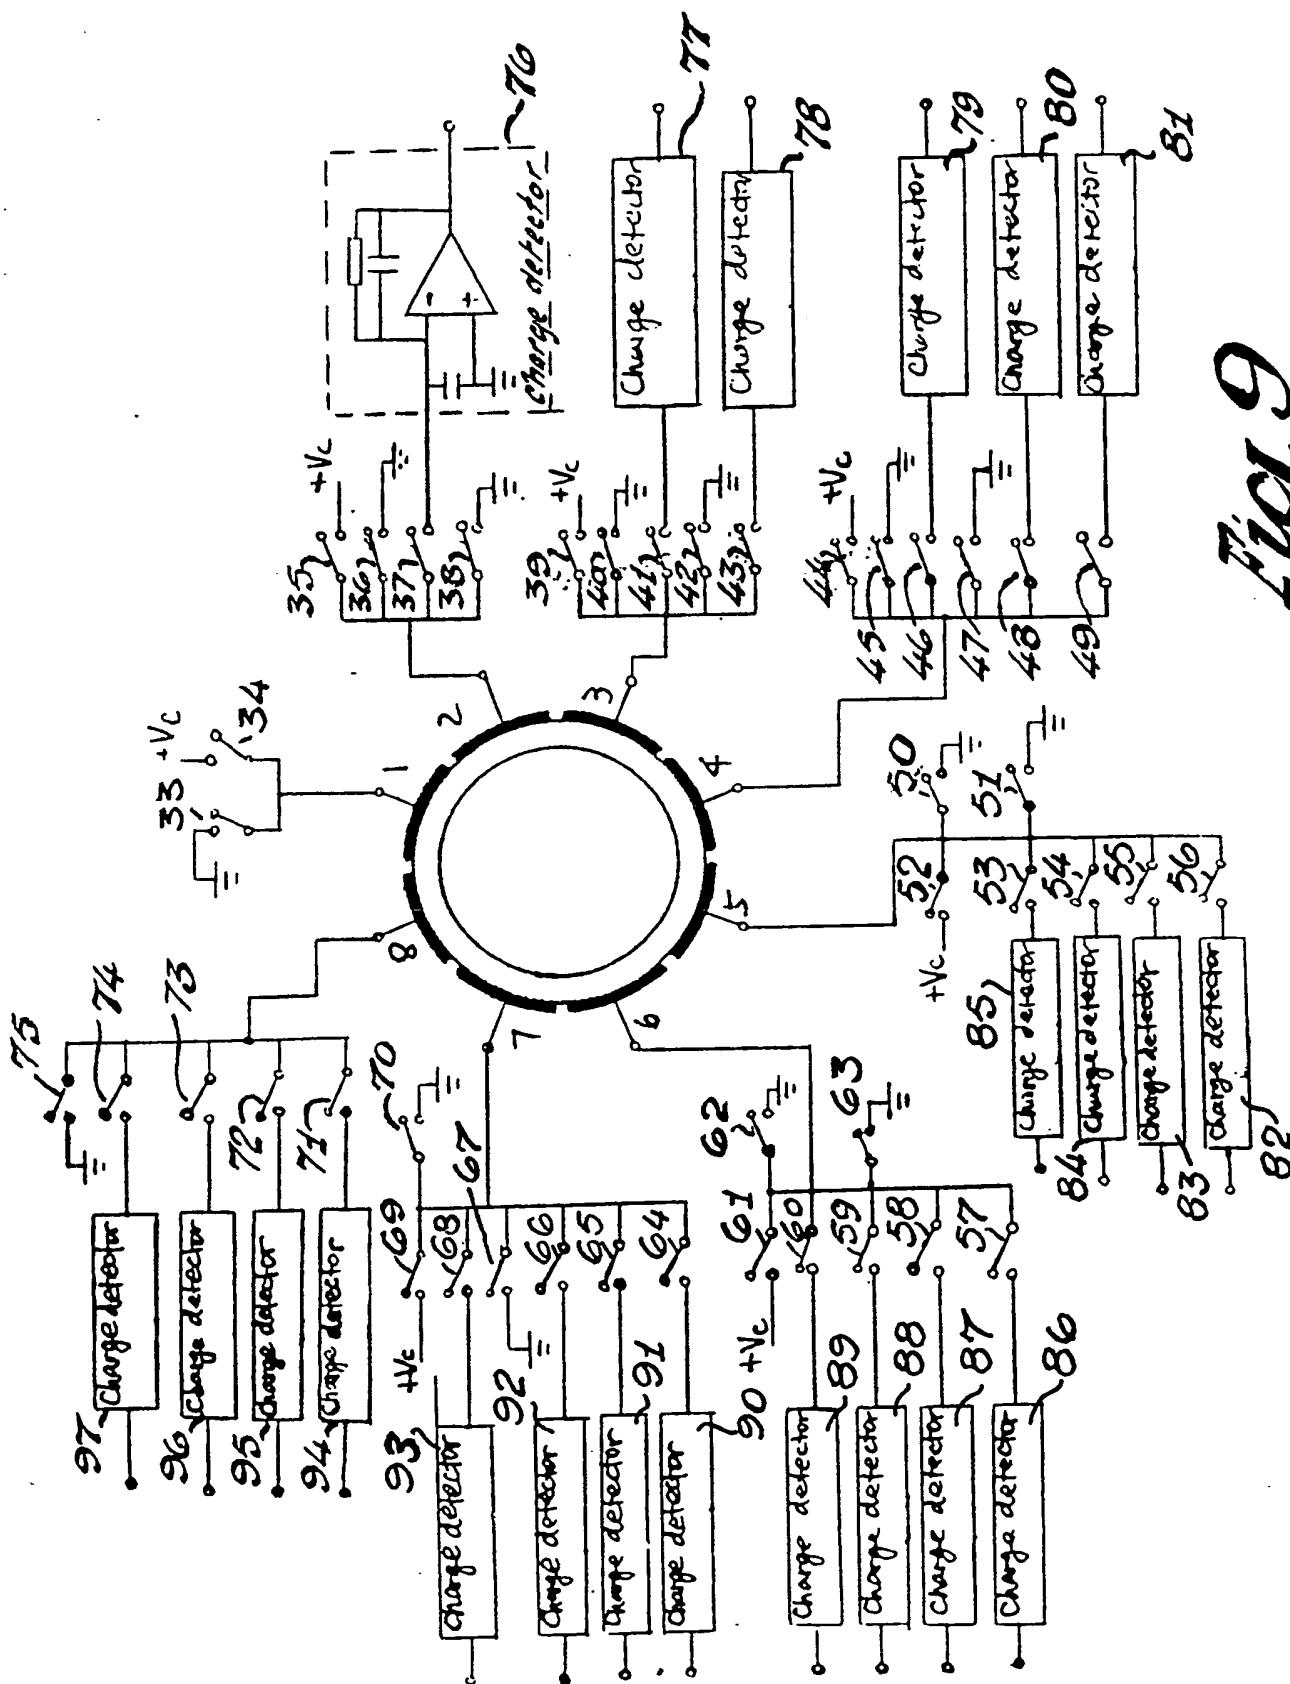 Fig. 9
76
77
78
79
80
81
charge detector
Charge detector
Charge detector
Charge detector
Charge detector
Charge detector
+Vc
35
36
37
38
+Vc
39
40
41
42
43
+Vc
44
45
46
47
48
49
33
+Vc
34
1
2
3
4
5
6
7
8
50
51
52
53
54
55
56
+Vc
85
84
83
82
Charge detector
Charge detector
Charge detector
Charge detector
75
74
73
72
71
97
96
95
94
Charge detector
Charge detector
Charge detector
Charge detector
70
69
68
67
66
65
64
+Vc
93
92
91
90
Charge detector
Charge detector
Charge detector
Charge detector
62
63
61
60
59
58
57
+Vc
89
88
87
86
Charge detector
Charge detector
Charge detector
Charge detector